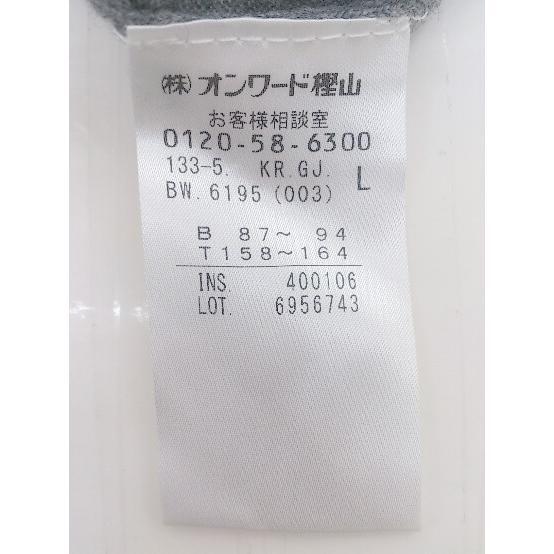 ㈱オンワード樫山
お客様相談室
0120-58-6300
133-5. KR.GJ. L
BW.6195(003)
B 87~ 94
T158~164
INS. 400106
LOT. 6956743